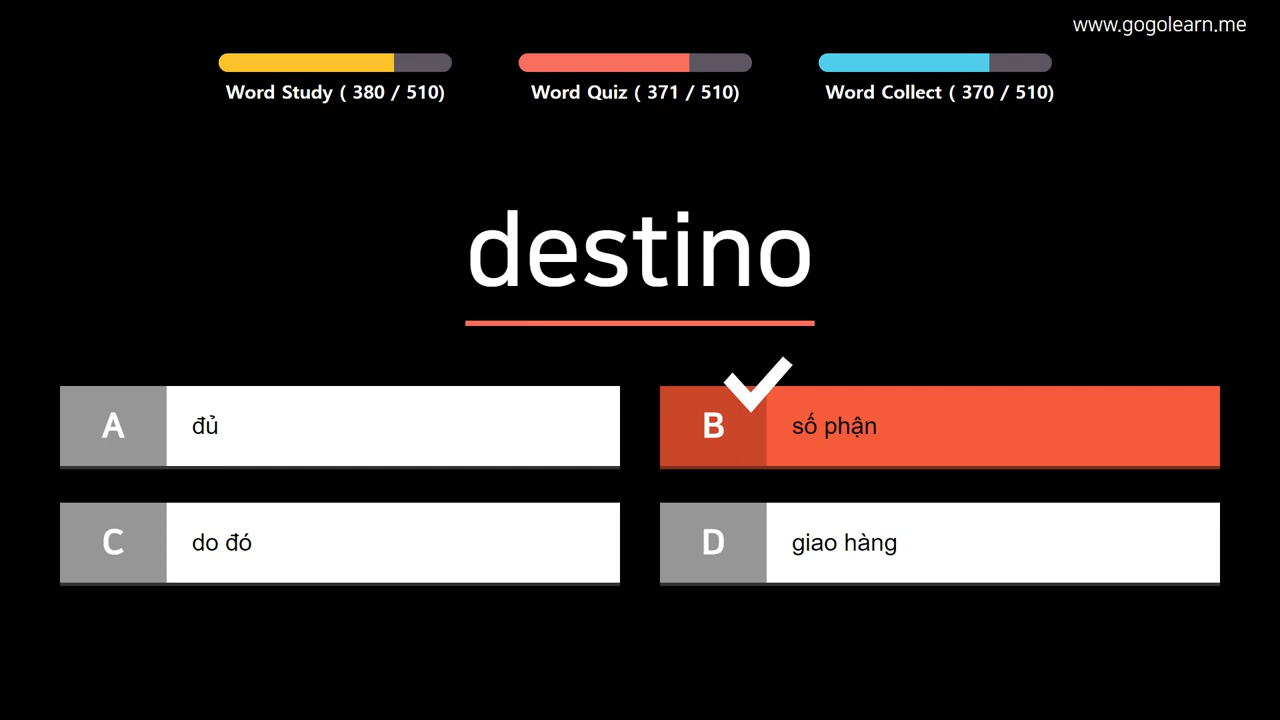 www.gogolearn.me
Word Study ( 380 / 510)
Word Quiz ( 371 / 510)
Word Collect ( 370 / 510)
destino
A đủ
B số phận
C do đó
D giao hàng